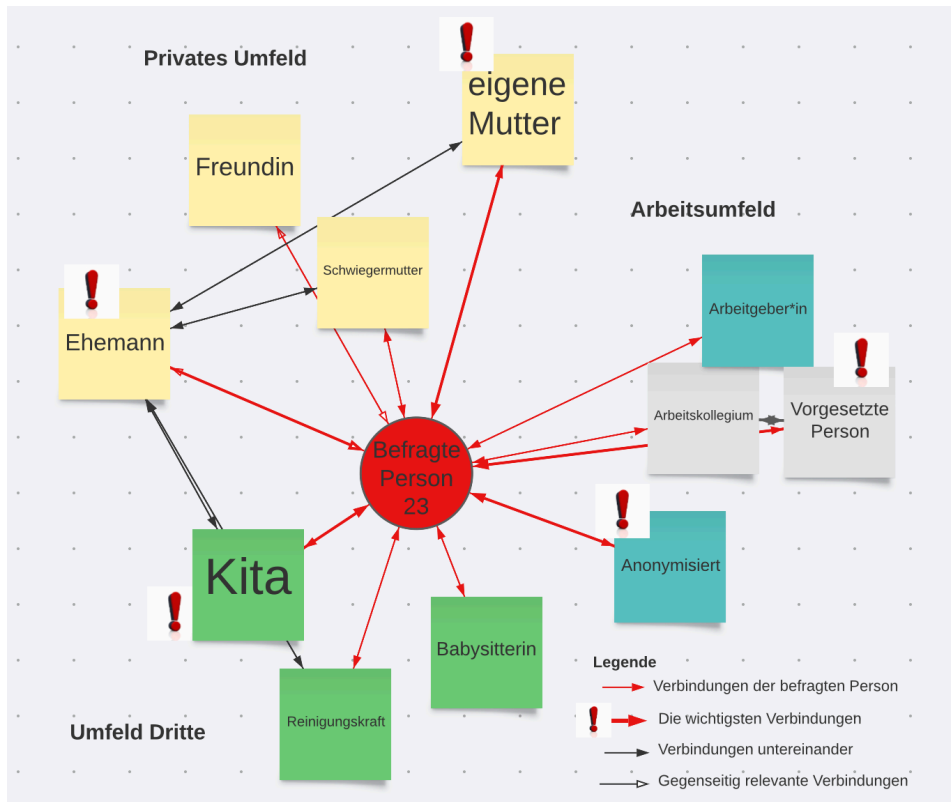 Privates Umfeld
eigene
Mutter
Freundin
Arbeitsumfeld
Schwiegermutter
Arbeitgeber*in
Ehemann
Arbeitskollegium
Vorgesetzte
Person
Befragte
Person
23
Kita
Anonymisiert
Babysitterin
Reinigungskraft
Umfeld Dritte
Legende
Verbindungen der befragten Person
Die wichtigsten Verbindungen
Verbindungen untereinander
Gegenseitig relevante Verbindungen